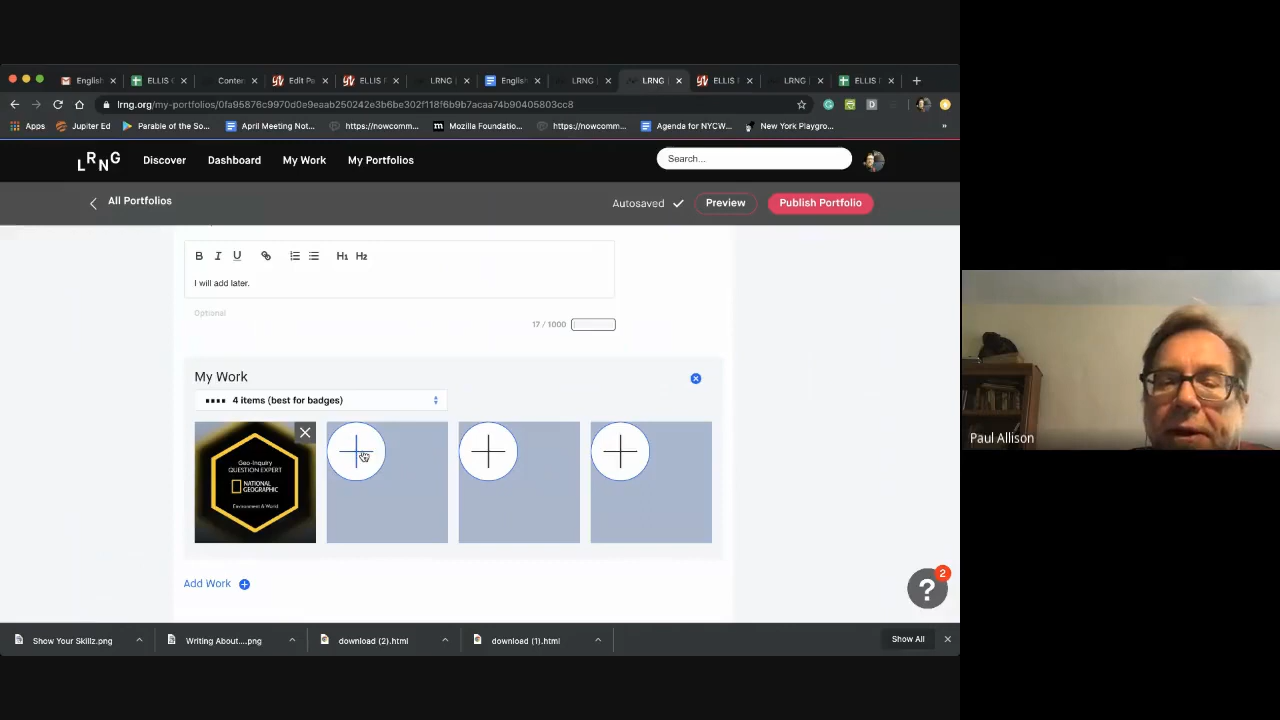 English
ELLIS
Conten
Edit Po
ELLIS
LRNG
English
LRNG
LRNG
ELLIS
LRNG
ELLIS
lrng.org/my-portfolios/0fa95876c9970d0e9eaab250242e3b6be302f118f6b9b7acaa74b90405803cc8
Apps
Jupiter Ed
Parable of the So...
April Meeting Not...
https://nowcomm...
Mozilla Foundatio...
https://nowcomm...
Agenda for NYCW...
New York Playgro...
»
LRNG
Discover
Dashboard
My Work
My Portfolios
Search...
All Portfolios
Autosaved
Preview
Publish Portfolio
B I U H1 H2
I will add later.
Optional
17 / 1000
My Work
4 items (best for badges)
Geo-Inquiry
QUESTION EXPERT
NATIONAL
GEOGRAPHIC
Environment & World
Add Work
?
2
Show Your Skillz.png
Writing About....png
download (2).html
download (1).html
Show All
Paul Allison